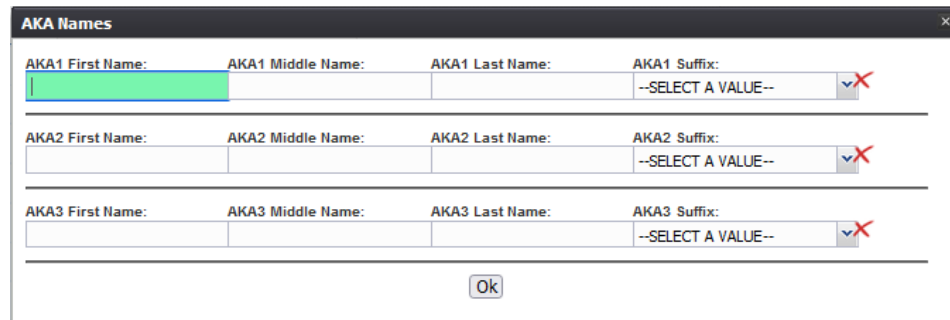 AKA Names
AKA1 First Name: AKA1 Middle Name: AKA1 Last Name: AKA1 Suffix:
--SELECT A VALUE--
AKA2 First Name: AKA2 Middle Name: AKA2 Last Name: AKA2 Suffix:
--SELECT A VALUE--
AKA3 First Name: AKA3 Middle Name: AKA3 Last Name: AKA3 Suffix:
--SELECT A VALUE--
Ok